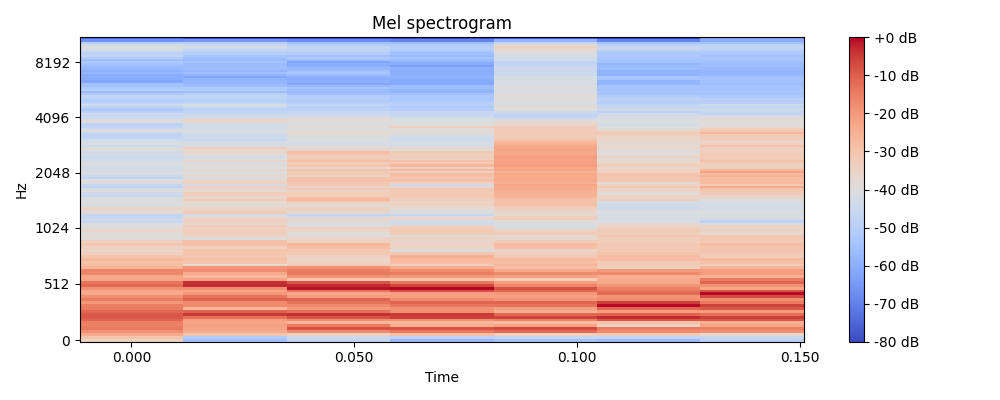 Mel spectrogram
Hz
8192
4096
2048
1024
512
0
0.000
0.050
0.100
0.150
Time
+0 dB
-10 dB
-20 dB
-30 dB
-40 dB
-50 dB
-60 dB
-70 dB
-80 dB